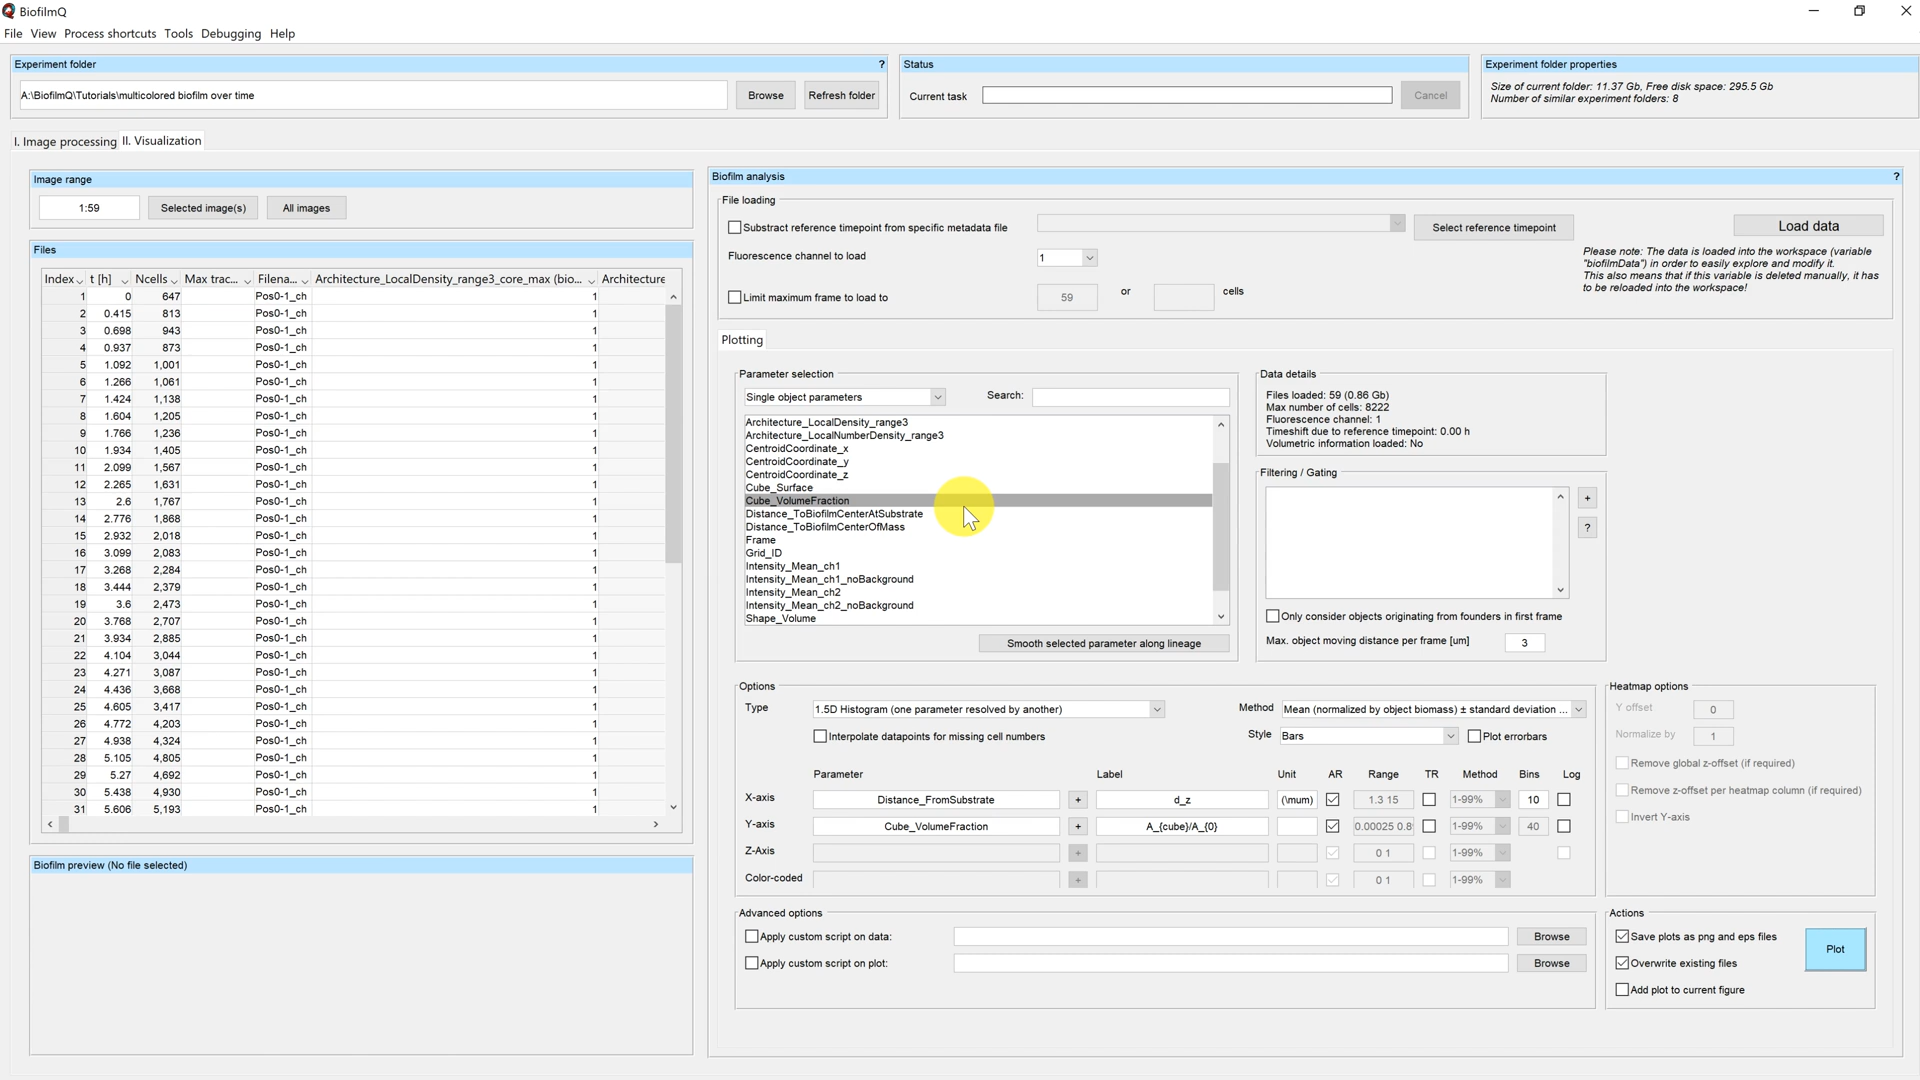 BiofilmQ
File View Process shortcuts Tools Debugging Help
Experiment folder ?
A:\BiofilmQ\Tutorials\multicolored biofilm over time
Browse
Refresh folder
Status
Current task
Cancel
Experiment folder properties
Size of current folder: 11.37 Gb, Free disk space: 295.5 Gb
Number of similar experiment folders: 8
I. Image processing II. Visualization
Image range
1:59
Selected image(s)
All images
Files
Index t [h] Ncells Max trac... Filena... Architecture_LocalDensity_range3_core_max (bio... Architecture
1 0 647 Pos0-1_ch 1
2 0.415 813 Pos0-1_ch 1
3 0.698 943 Pos0-1_ch 1
4 0.937 873 Pos0-1_ch 1
5 1.092 1,001 Pos0-1_ch 1
6 1.266 1,061 Pos0-1_ch 1
7 1.424 1,138 Pos0-1_ch 1
8 1.604 1,205 Pos0-1_ch 1
9 1.766 1,236 Pos0-1_ch 1
10 1.934 1,405 Pos0-1_ch 1
11 2.099 1,567 Pos0-1_ch 1
12 2.265 1,631 Pos0-1_ch 1
13 2.6 1,767 Pos0-1_ch 1
14 2.776 1,868 Pos0-1_ch 1
15 2.932 2,018 Pos0-1_ch 1
16 3.099 2,083 Pos0-1_ch 1
17 3.268 2,284 Pos0-1_ch 1
18 3.444 2,379 Pos0-1_ch 1
19 3.6 2,473 Pos0-1_ch 1
20 3.768 2,707 Pos0-1_ch 1
21 3.934 2,885 Pos0-1_ch 1
22 4.104 3,044 Pos0-1_ch 1
23 4.271 3,087 Pos0-1_ch 1
24 4.436 3,668 Pos0-1_ch 1
25 4.605 3,417 Pos0-1_ch 1
26 4.772 4,203 Pos0-1_ch 1
27 4.938 4,324 Pos0-1_ch 1
28 5.105 4,805 Pos0-1_ch 1
29 5.27 4,692 Pos0-1_ch 1
30 5.438 4,930 Pos0-1_ch 1
31 5.606 5,193 Pos0-1_ch 1
Biofilm preview (No file selected)
Biofilm analysis ?
File loading
Substract reference timepoint from specific metadata file
Select reference timepoint
Load data
Fluorescence channel to load 1
Please note: The data is loaded into the workspace (variable
"biofilmData") in order to easily explore and modify it.
This also means that if this variable is deleted manually, it has
to be reloaded into the workspace!
Limit maximum frame to load to 59 or cells
Plotting
Parameter selection
Single object parameters
Search:
Architecture_LocalDensity_range3
Architecture_LocalNumberDensity_range3
CentroidCoordinate_x
CentroidCoordinate_y
CentroidCoordinate_z
Cube_Surface
Cube_VolumeFraction
Distance_ToBiofilmCenterAtSubstrate
Distance_ToBiofilmCenterOfMass
Frame
Grid_ID
Intensity_Mean_ch1
Intensity_Mean_ch1_noBackground
Intensity_Mean_ch2
Intensity_Mean_ch2_noBackground
Shape_Volume
Smooth selected parameter along lineage
Data details
Files loaded: 59 (0.86 Gb)
Max number of cells: 8222
Fluorescence channel: 1
Timeshift due to reference timepoint: 0.00 h
Volumetric information loaded: No
Filtering / Gating
+
?
Only consider objects originating from founders in first frame
Max. object moving distance per frame [um] 3
Options
Type 1.5D Histogram (one parameter resolved by another)
Method Mean (normalized by object biomass) ± standard deviation ...
Interpolate datapoints for missing cell numbers
Style Bars
Plot errorbars
Parameter Label Unit AR Range TR Method Bins Log
X-axis Distance_FromSubstrate + d_z (\mum) 1.3 15 1-99% 10
Y-axis Cube_VolumeFraction + A_{cube}/A_{0} 0.00025 0.8 1-99% 40
Z-Axis + 0 1 1-99%
Color-coded + 0 1 1-99%
Heatmap options
Y offset 0
Normalize by 1
Remove global z-offset (if required)
Remove z-offset per heatmap column (if required)
Invert Y-axis
Advanced options
Apply custom script on data: Browse
Apply custom script on plot: Browse
Actions
Save plots as png and eps files
Overwrite existing files
Add plot to current figure
Plot